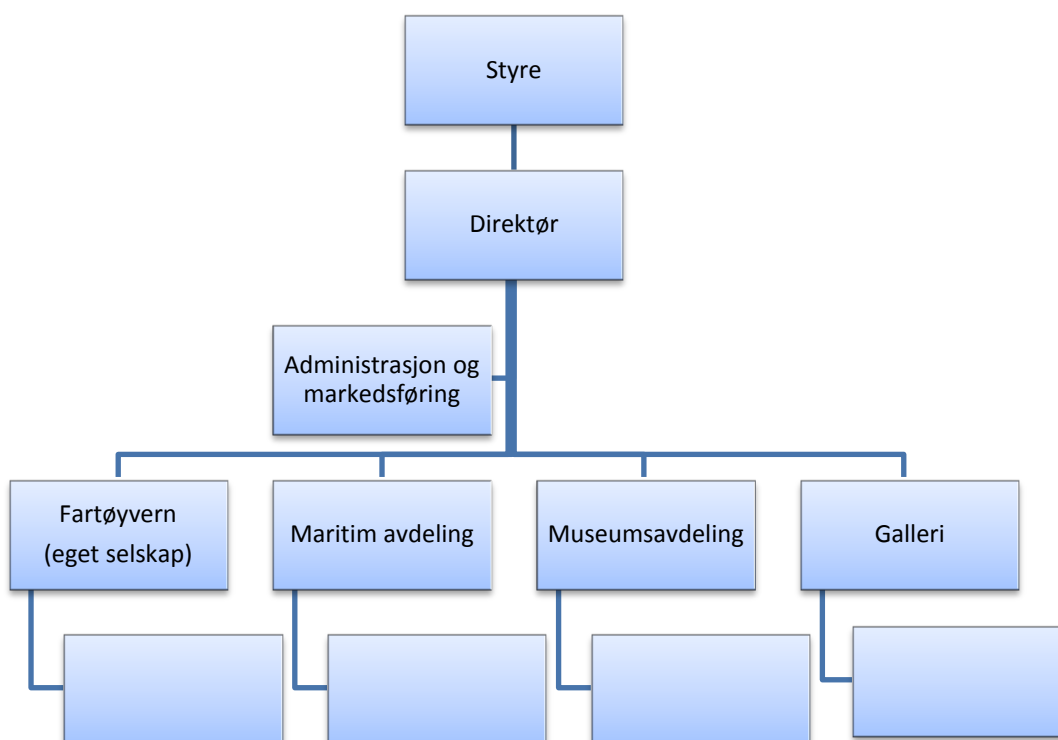 Styre
Direktør
Administrasjon og
markedsføring
Fartøyvern
(eget selskap)
Maritim avdeling
Museumsavdeling
Galleri